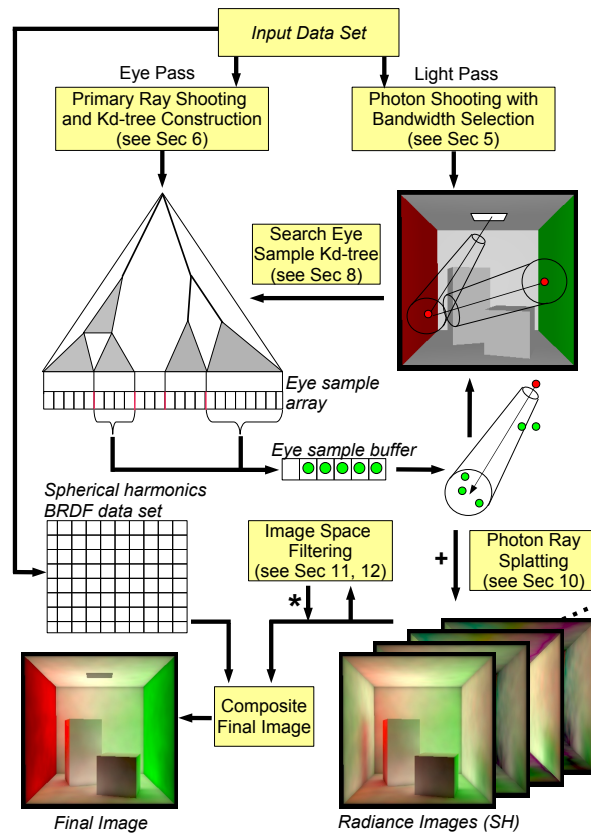 Input Data Set
Eye Pass
Light Pass
Primary Ray Shooting
and Kd-tree Construction
(see Sec 6)
Photon Shooting with
Bandwidth Selection
(see Sec 5)
Search Eye
Sample Kd-tree
(see Sec 8)
Eye sample
array
Eye sample buffer
Spherical harmonics
BRDF data set
Image Space
Filtering
(see Sec 11, 12)
*
+
Photon Ray
Splatting
(see Sec 10)
Composite
Final Image
Final Image
Radiance Images (SH)